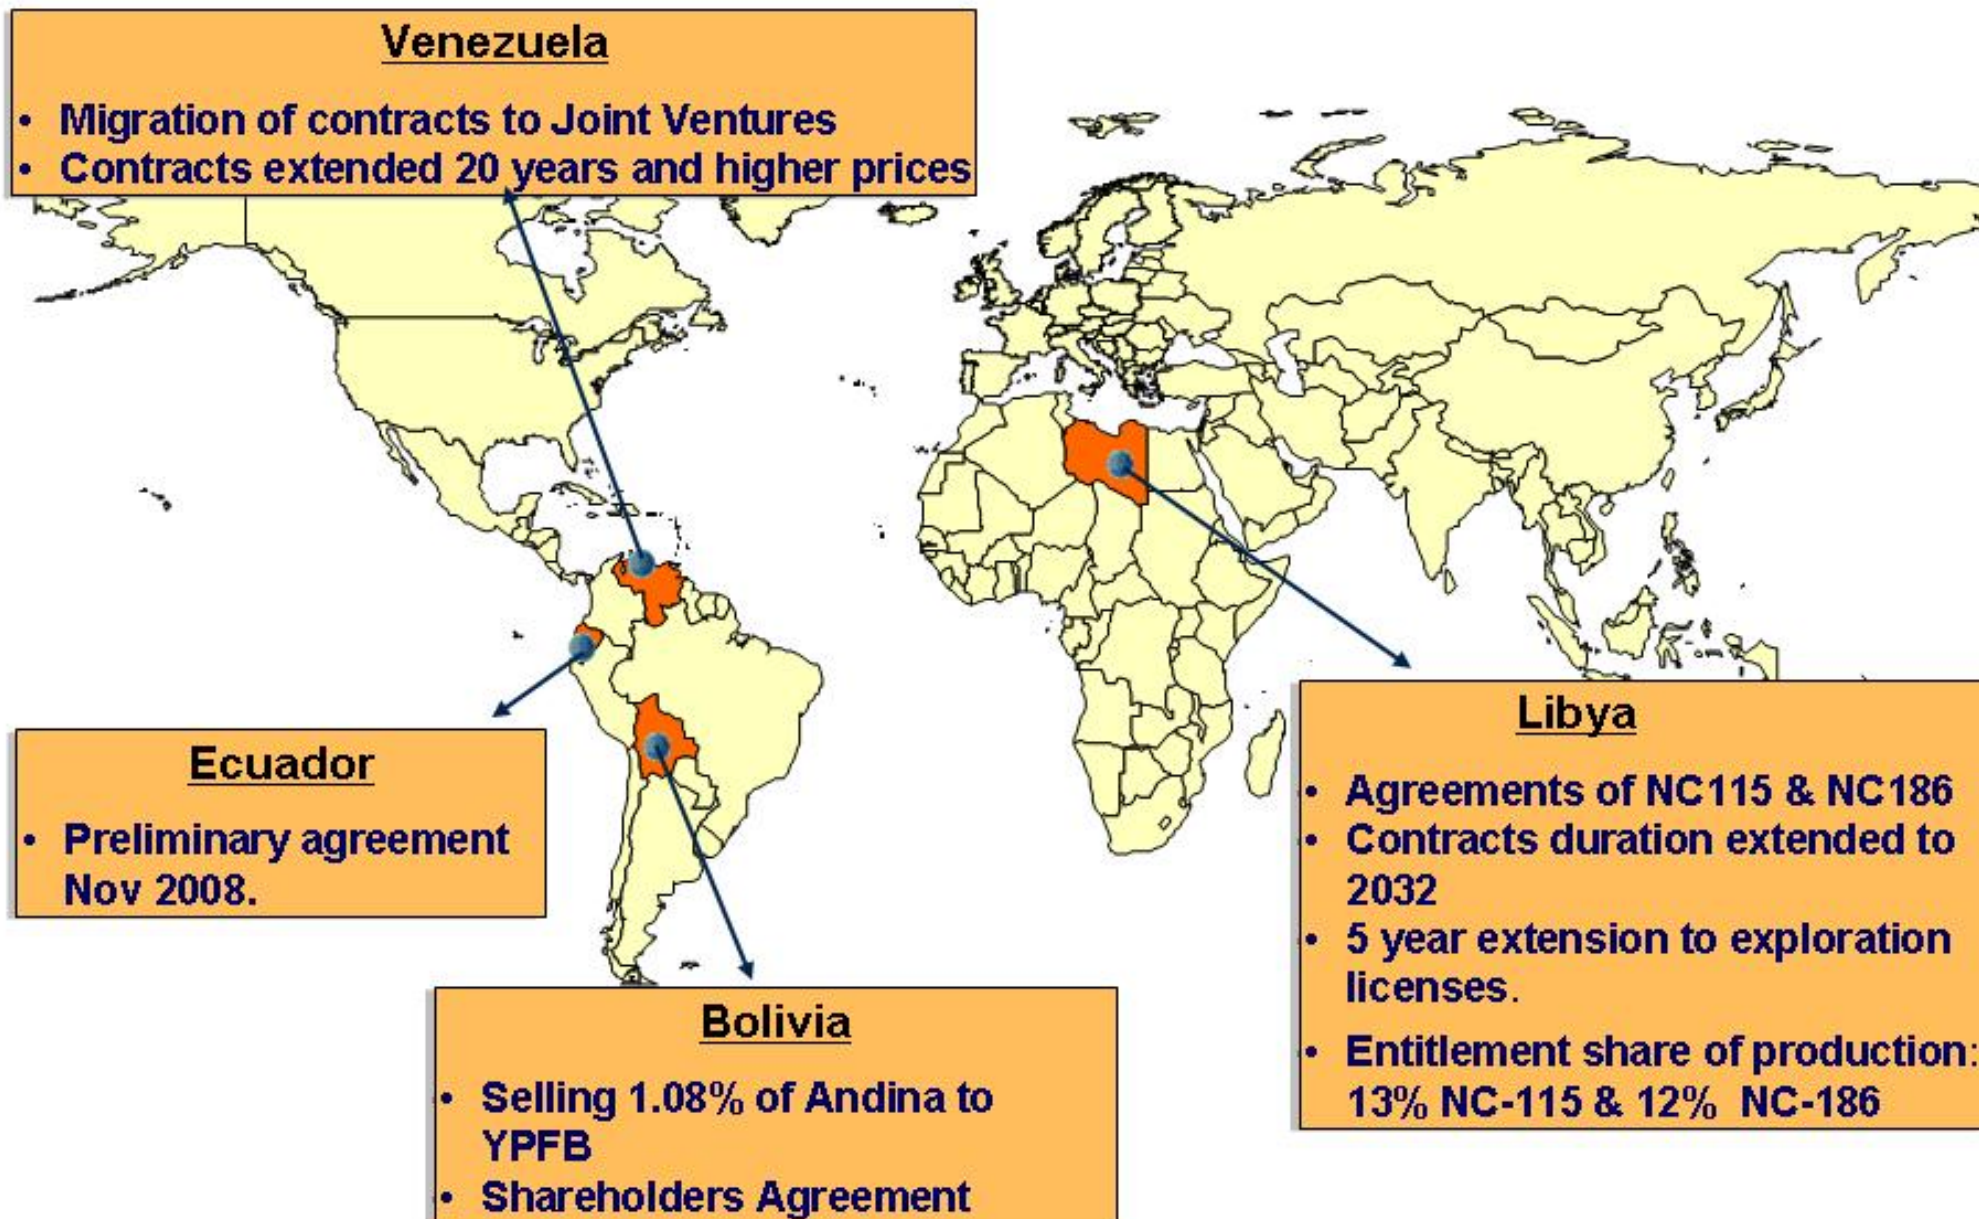 Venezuela
• Migration of contracts to Joint Ventures
• Contracts extended 20 years and higher prices
Ecuador
• Preliminary agreement
Nov 2008.
Bolivia
• Selling 1.08% of Andina to
YPFB
• Shareholders Agreement
Libya
• Agreements of NC115 & NC186
• Contracts duration extended to
2032
• 5 year extension to exploration
licenses.
• Entitlement share of production:
13% NC-115 & 12% NC-186